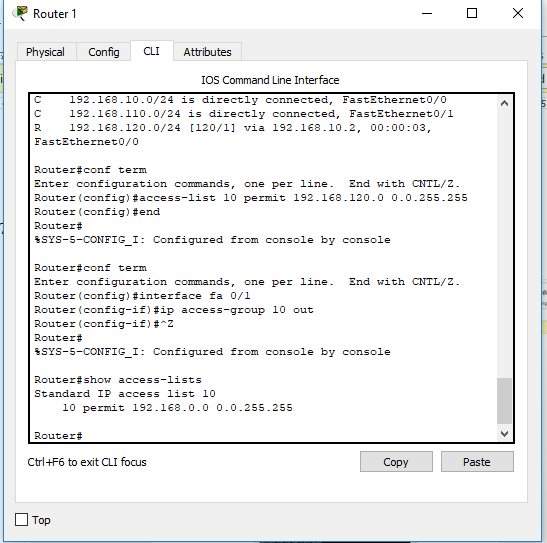 Router 1
Physical Config CLI Attributes
IOS Command Line Interface
C    192.168.10.0/24 is directly connected, FastEthernet0/0
C    192.168.110.0/24 is directly connected, FastEthernet0/1
R    192.168.120.0/24 [120/1] via 192.168.10.2, 00:00:03,
FastEthernet0/0
Router#conf term
Enter configuration commands, one per line.  End with CNTL/Z.
Router(config)#access-list 10 permit 192.168.120.0 0.0.255.255
Router(config)#end
Router#
%SYS-5-CONFIG_I: Configured from console by console
Router#conf term
Enter configuration commands, one per line.  End with CNTL/Z.
Router(config)#interface fa 0/1
Router(config-if)#ip access-group 10 out
Router(config-if)#^Z
Router#
%SYS-5-CONFIG_I: Configured from console by console
Router#show access-lists
Standard IP access list 10
    10 permit 192.168.0.0 0.0.255.255
Router#
Ctrl+F6 to exit CLI focus
Copy Paste
Top